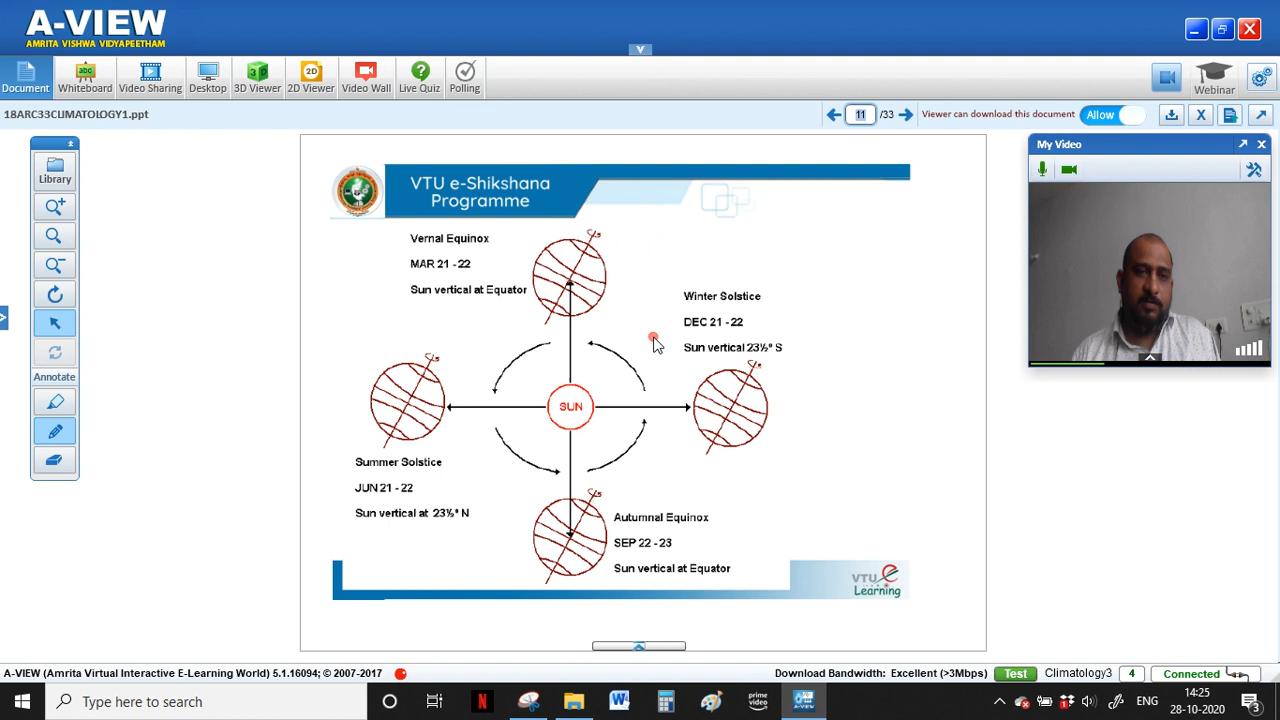 A-VIEW
AMRITA VISHWA VIDYAPEETHAM
Document
Whiteboard
Video Sharing
Desktop
3D Viewer
2D Viewer
Video Wall
Live Quiz
Polling
Webinar
18ARC33ClIMATOLOGY1.ppt
11 /33
Viewer can download this document
Allow
Library
Annotate
My Video
VTU e-Shikshana
Programme
Vernal Equinox
MAR 21 - 22
Sun vertical at Equator
Winter Solstice
DEC 21 - 22
Sun vertical 23½° S
SUN
Summer Solstice
JUN 21 - 22
Sun vertical at 23½° N
Autumnal Equinox
SEP 22 - 23
Sun vertical at Equator
VTU e
Learning
A-VIEW (Amrita Virtual Interactive E-Learning World) 5.1.16094; © 2007-2017
Download Bandwidth: Excellent (>3Mbps)
Test
Climatology3
4
Connected
Type here to search
prime
video
A-VIEW
ENG
14:25
28-10-2020
3